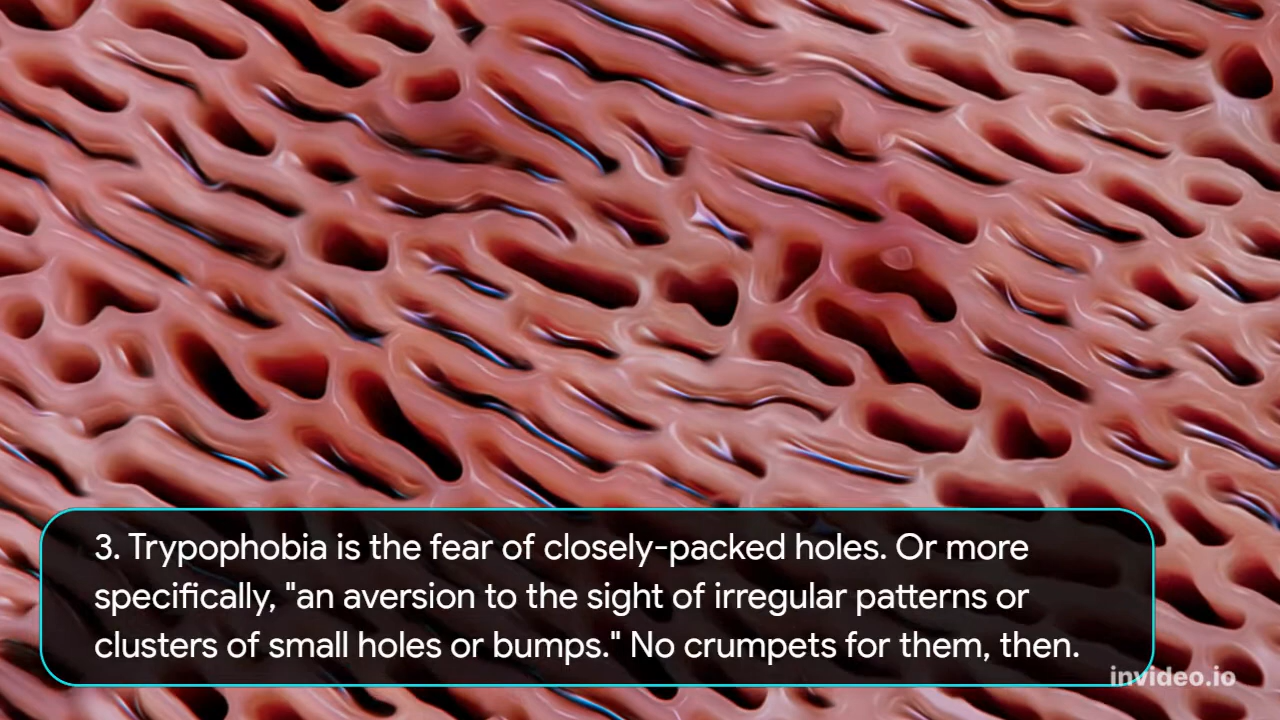 3. Trypophobia is the fear of closely-packed holes. Or more
specifically, "an aversion to the sight of irregular patterns or
clusters of small holes or bumps." No crumpets for them, then.
invideo.io